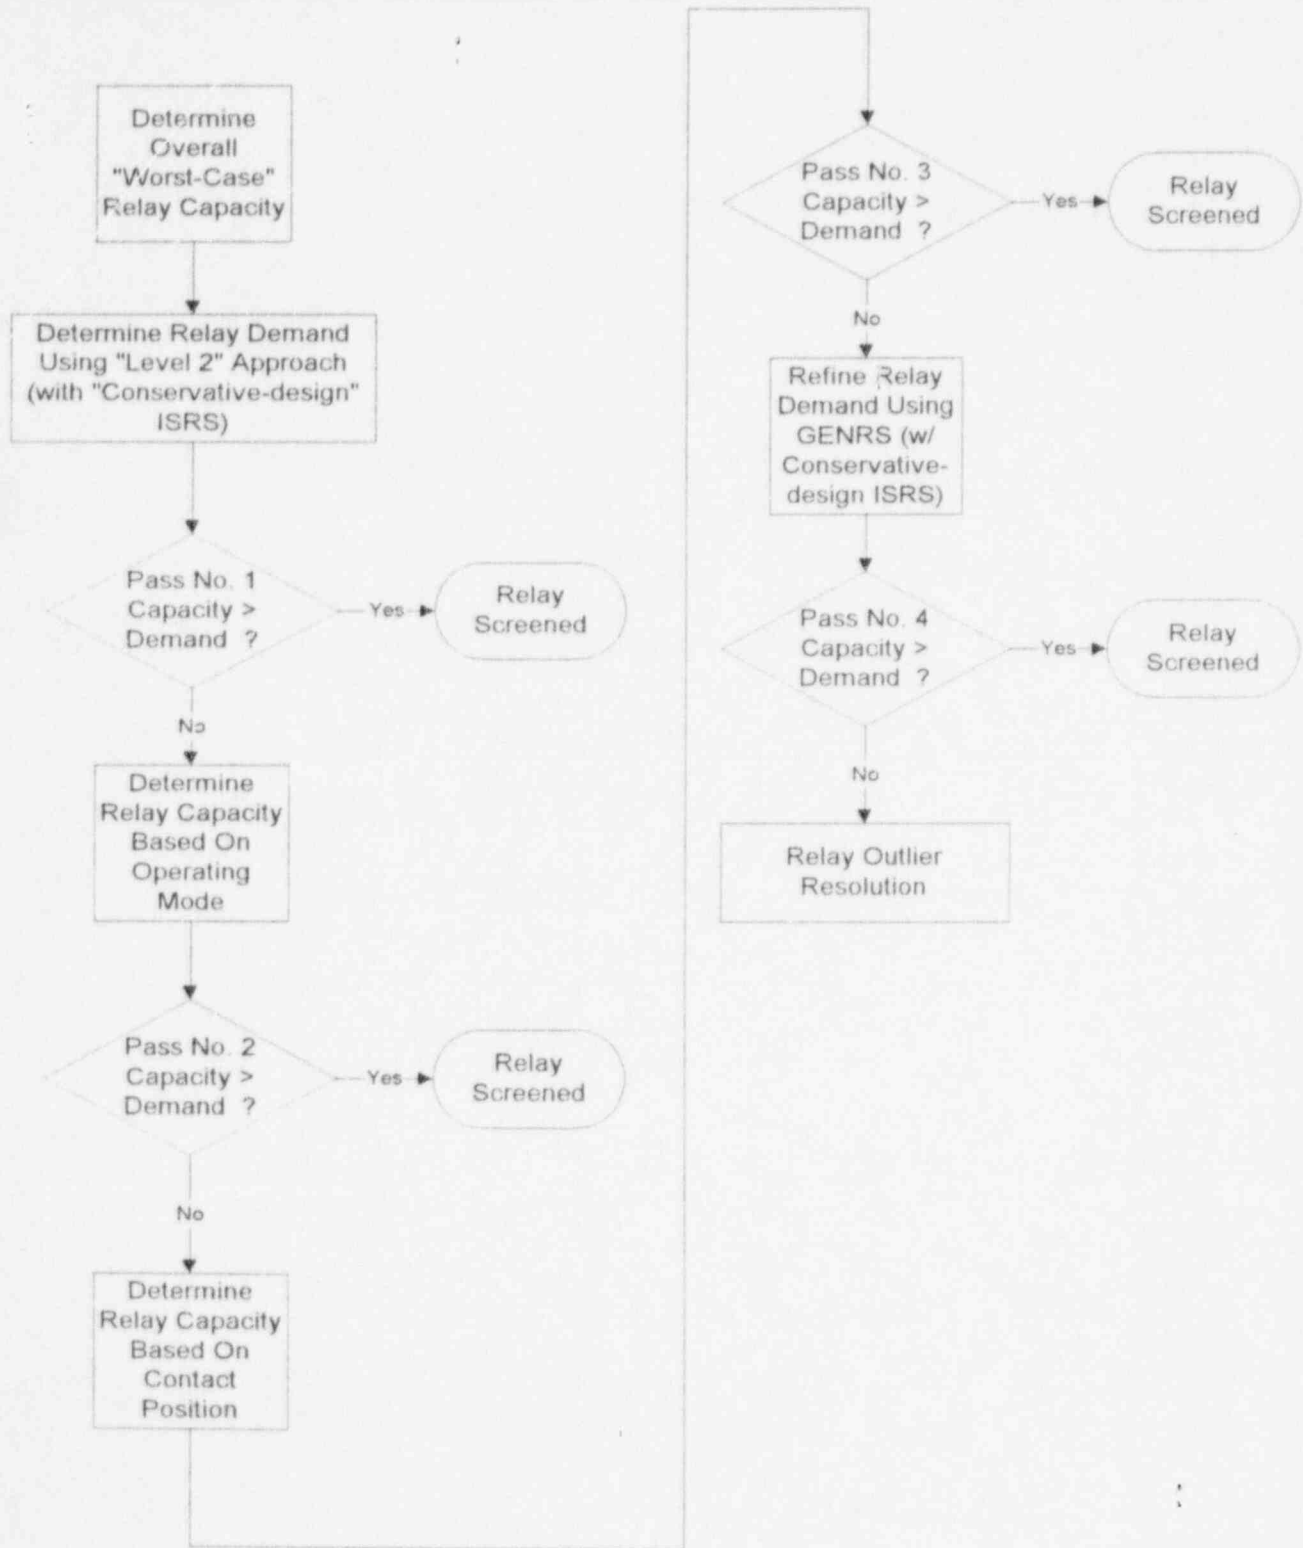 Determine
Overall
"Worst-Case"
Relay Capacity
Determine Relay Demand
Using "Level 2" Approach
(with "Conservative-design"
ISRS)
Pass No. 1
Capacity >
Demand ?
Yes
Relay
Screened
No
Determine
Relay Capacity
Based On
Operating
Mode
Pass No. 2
Capacity >
Demand ?
Yes
Relay
Screened
No
Determine
Relay Capacity
Based On
Contact
Position
Pass No. 3
Capacity >
Demand ?
Yes
Relay
Screened
No
Refine Relay
Demand Using
GENRS (w/
Conservative-
design ISRS)
Pass No. 4
Capacity >
Demand ?
Yes
Relay
Screened
No
Relay Outlier
Resolution